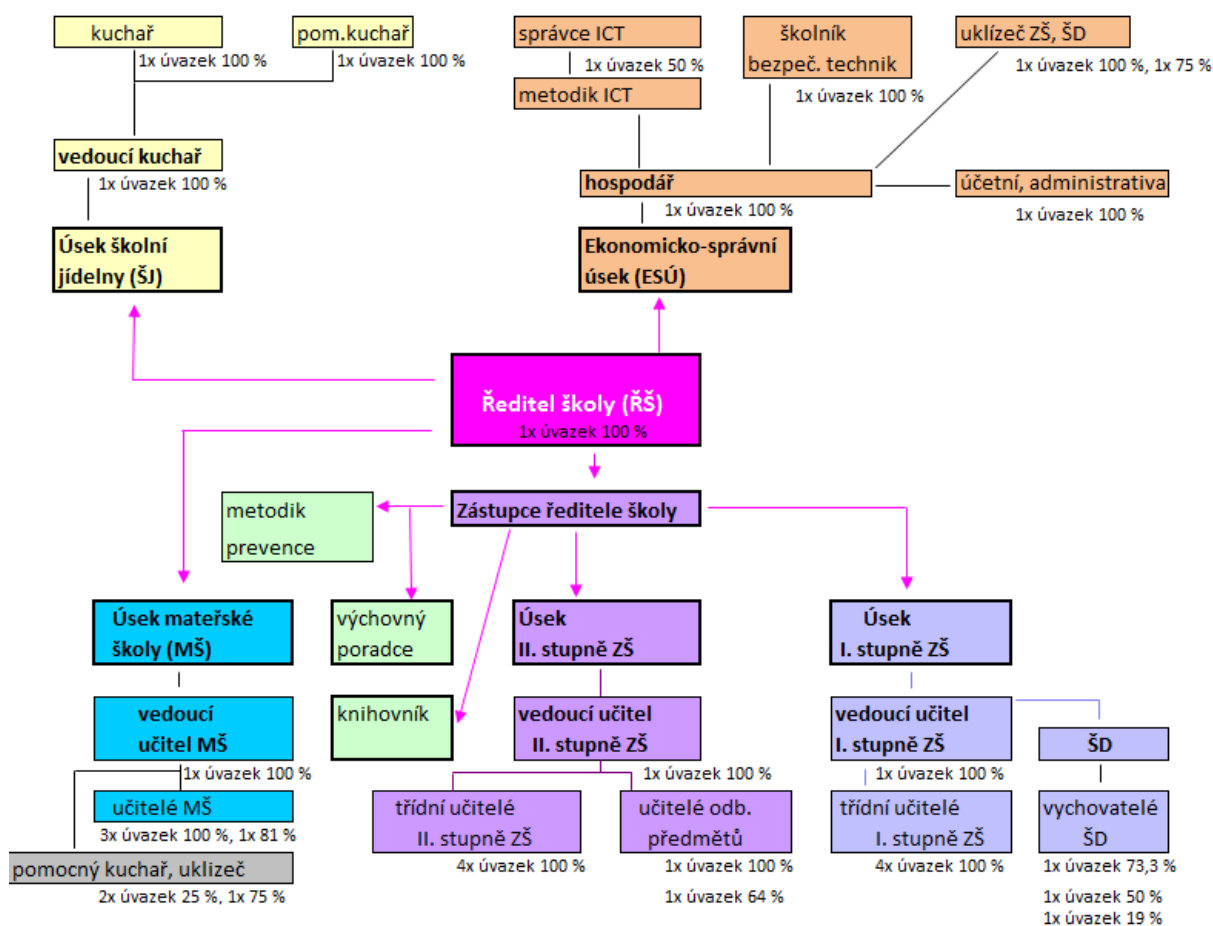 kuchař
1x úvazek 100 %
pom.kuchař
1x úvazek 100 %
správce ICT
1x úvazek 50 %
metodik ICT
školník
bezpeč. technik
1x úvazek 100 %
uklízeč ZŠ, ŠD
1x úvazek 100 %, 1x 75 %
vedoucí kuchař
1x úvazek 100 %
hospodář
1x úvazek 100 %
účetní, administrativa
1x úvazek 100 %
Úsek školní
jídelny (ŠJ)
Ekonomicko-správní
úsek (ESÚ)
Ředitel školy (ŘŠ)
1x úvazek 100 %
Zástupce ředitele školy
metodik
prevence
Úsek mateřské
školy (MŠ)
výchovný
poradce
Úsek
II. stupně ZŠ
Úsek
I. stupně ZŠ
vedoucí
učitel MŠ
1x úvazek 100 %
knihovník
vedoucí učitel
II. stupně ZŠ
1x úvazek 100 %
vedoucí učitel
I. stupně ZŠ
1x úvazek 100 %
ŠD
učitelé MŠ
3x úvazek 100 %, 1x 81 %
pomocný kuchař, uklizeč
2x úvazek 25 %, 1x 75 %
třídní učitelé
II. stupně ZŠ
4x úvazek 100 %
učitelé odb.
předmětů
1x úvazek 100 %
1x úvazek 64 %
třídní učitelé
I. stupně ZŠ
4x úvazek 100 %
vychovatelé
ŠD
1x úvazek 73,3 %
1x úvazek 50 %
1x úvazek 19 %